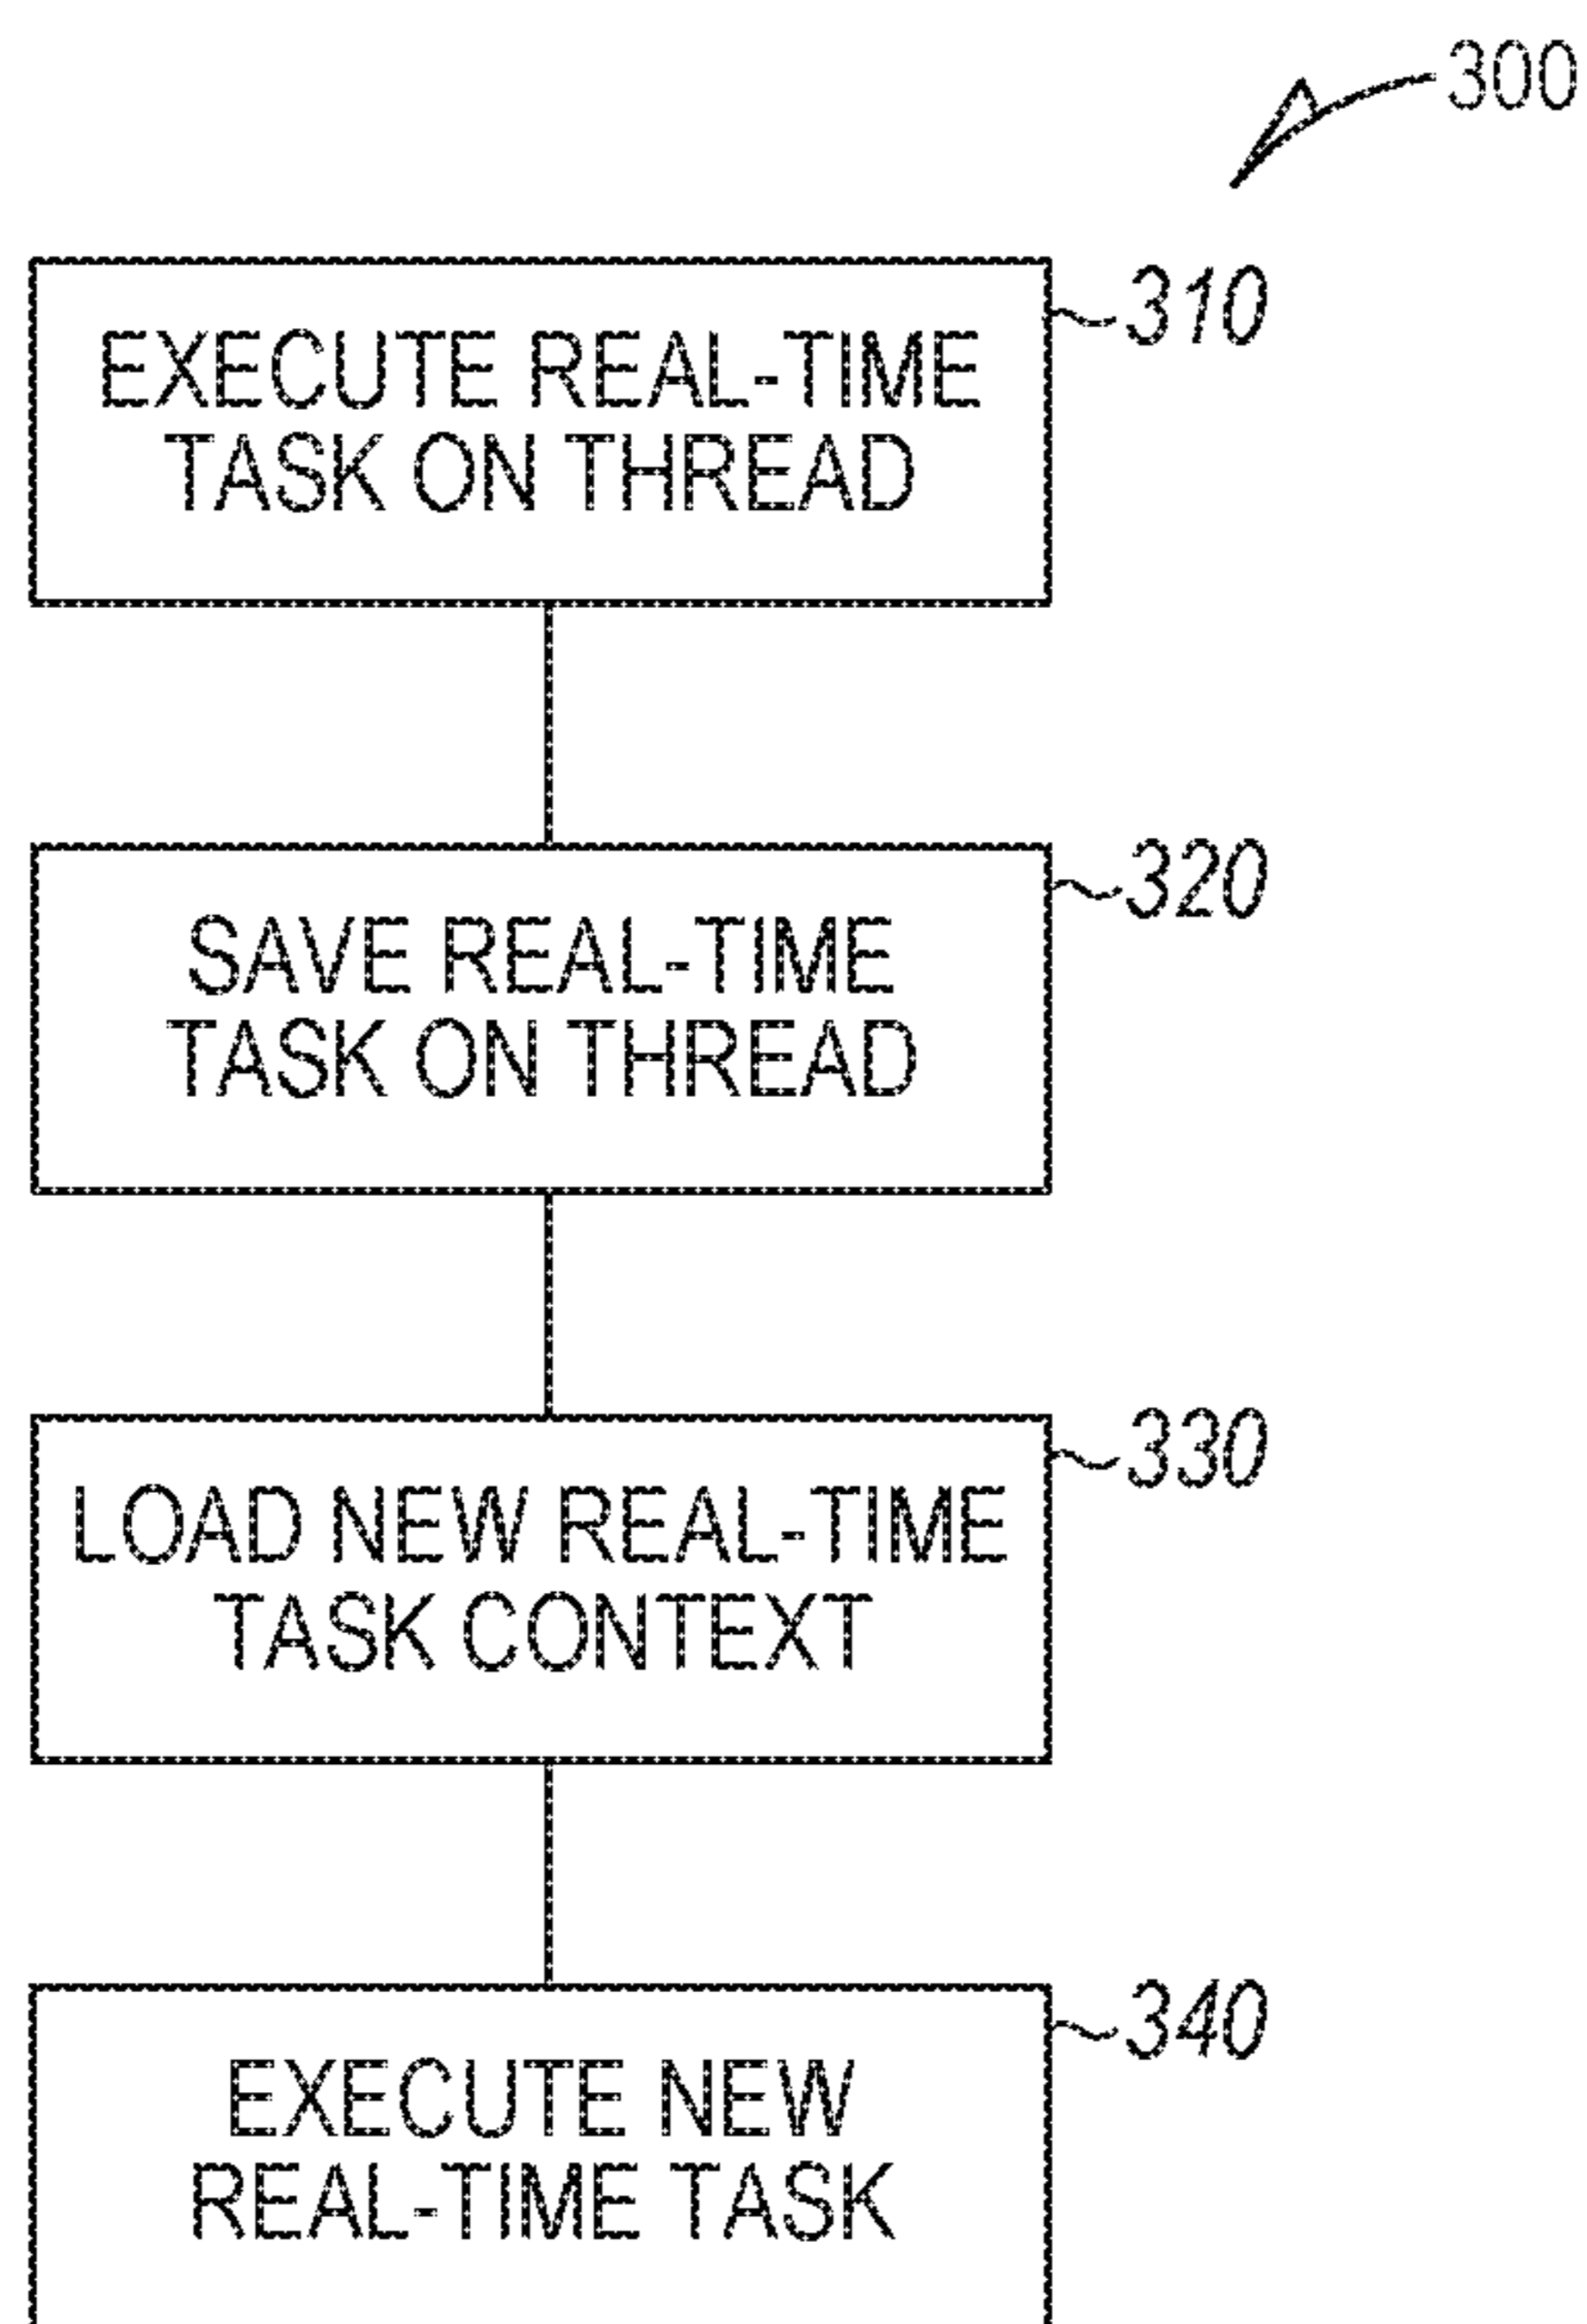 300
310
EXECUTE REAL-TIME
TASK ON THREAD
320
SAVE REAL-TIME
TASK ON THREAD
330
LOAD NEW REAL-TIME
TASK CONTEXT
340
EXECUTE NEW
REAL-TIME TASK